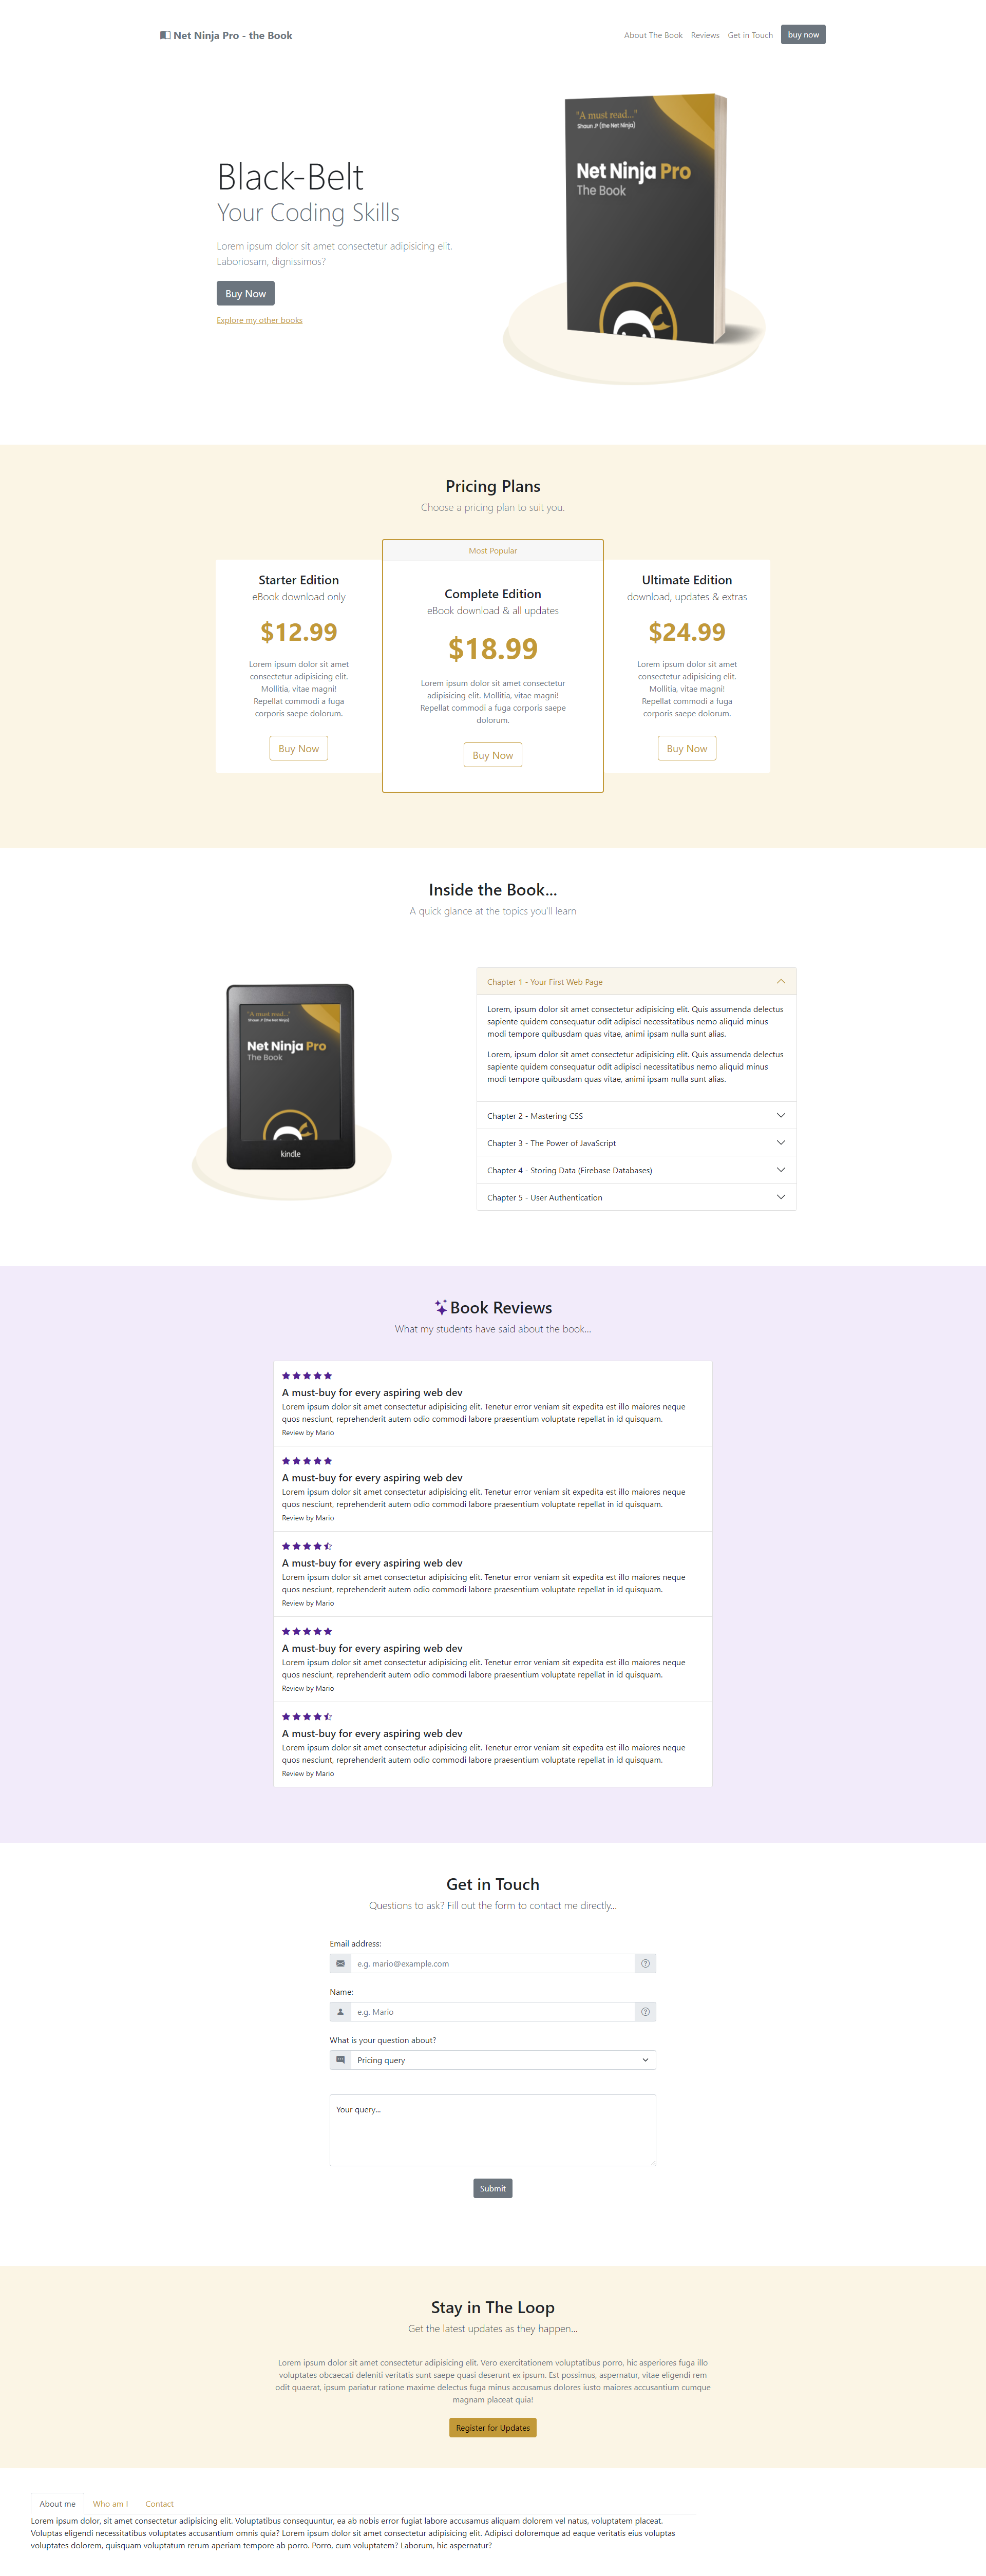 Net Ninja Pro - the Book
About The Book
Reviews
Get in Touch
buy now
"A must read..."
Shaun P (the Net Ninja)
Net Ninja Pro
The Book
Black-Belt
Your Coding Skills
Lorem ipsum dolor sit amet consectetur adipisicing elit.
Laboriosam, dignissimos?
Buy Now
Explore my other books
Pricing Plans
Choose a pricing plan to suit you.
Starter Edition
eBook download only
$12.99
Lorem ipsum dolor sit amet
consectetur adipisicing elit.
Mollitia, vitae magni!
Repellat commodi a fuga
corporis saepe dolorum.
Buy Now
Most Popular
Complete Edition
eBook download & all updates
$18.99
Lorem ipsum dolor sit amet consectetur
adipisicing elit. Mollitia, vitae magni!
Repellat commodi a fuga corporis saepe
dolorum.
Buy Now
Ultimate Edition
download, updates & extras
$24.99
Lorem ipsum dolor sit amet
consectetur adipisicing elit.
Mollitia, vitae magni!
Repellat commodi a fuga
corporis saepe dolorum.
Buy Now
Inside the Book...
A quick glance at the topics you'll learn
"A must read..."
Shaun P (the Net Ninja)
Net Ninja Pro
The Book
kindle
Chapter 1 - Your First Web Page
Lorem, ipsum dolor sit amet consectetur adipisicing elit. Quis assumenda delectus
sapiente quidem consequatur odit adipisci necessitatibus nemo aliquid minus
modi tempore quibusdam quas vitae, animi ipsam nulla sunt alias.
Lorem, ipsum dolor sit amet consectetur adipisicing elit. Quis assumenda delectus
sapiente quidem consequatur odit adipisci necessitatibus nemo aliquid minus
modi tempore quibusdam quas vitae, animi ipsam nulla sunt alias.
Chapter 2 - Mastering CSS
Chapter 3 - The Power of JavaScript
Chapter 4 - Storing Data (Firebase Databases)
Chapter 5 - User Authentication
Book Reviews
What my students have said about the book...
A must-buy for every aspiring web dev
Lorem ipsum dolor sit amet consectetur adipisicing elit. Tenetur error veniam sit expedita est illo maiores neque
quos nesciunt, reprehenderit autem odio commodi labore praesentium voluptate repellat in id quisquam.
Review by Mario
A must-buy for every aspiring web dev
Lorem ipsum dolor sit amet consectetur adipisicing elit. Tenetur error veniam sit expedita est illo maiores neque
quos nesciunt, reprehenderit autem odio commodi labore praesentium voluptate repellat in id quisquam.
Review by Mario
A must-buy for every aspiring web dev
Lorem ipsum dolor sit amet consectetur adipisicing elit. Tenetur error veniam sit expedita est illo maiores neque
quos nesciunt, reprehenderit autem odio commodi labore praesentium voluptate repellat in id quisquam.
Review by Mario
A must-buy for every aspiring web dev
Lorem ipsum dolor sit amet consectetur adipisicing elit. Tenetur error veniam sit expedita est illo maiores neque
quos nesciunt, reprehenderit autem odio commodi labore praesentium voluptate repellat in id quisquam.
Review by Mario
A must-buy for every aspiring web dev
Lorem ipsum dolor sit amet consectetur adipisicing elit. Tenetur error veniam sit expedita est illo maiores neque
quos nesciunt, reprehenderit autem odio commodi labore praesentium voluptate repellat in id quisquam.
Review by Mario
Get in Touch
Questions to ask? Fill out the form to contact me directly...
Email address:
e.g. mario@example.com
Name:
e.g. Mario
What is your question about?
Pricing query
Your query...
Submit
Stay in The Loop
Get the latest updates as they happen...
Lorem ipsum dolor sit amet consectetur adipisicing elit. Vero exercitationem voluptatibus porro, hic asperiores fuga illo
voluptates obcaecati deleniti veritatis sunt saepe quasi deserunt ex ipsum. Est possimus, aspernatur, vitae eligendi rem
odit quaerat, ipsum pariatur ratione maxime delectus fuga minus accusamus dolores iusto maiores accusantium cumque
magnam placeat quia!
Register for Updates
About me
Who am I
Contact
Lorem ipsum dolor, sit amet consectetur adipisicing elit. Voluptatibus consequuntur, ea ab nobis error fugiat labore accusamus aliquam dolorem vel natus, voluptatem placeat.
Voluptas eligendi necessitatibus voluptates accusantium omnis quia? Lorem ipsum dolor sit amet consectetur adipisicing elit. Adipisci doloremque ad eaque veritatis eius voluptas
voluptates dolorem, quisquam voluptatum rerum aperiam tempore ab porro. Porro, cum voluptatem? Laborum, hic aspernatur?